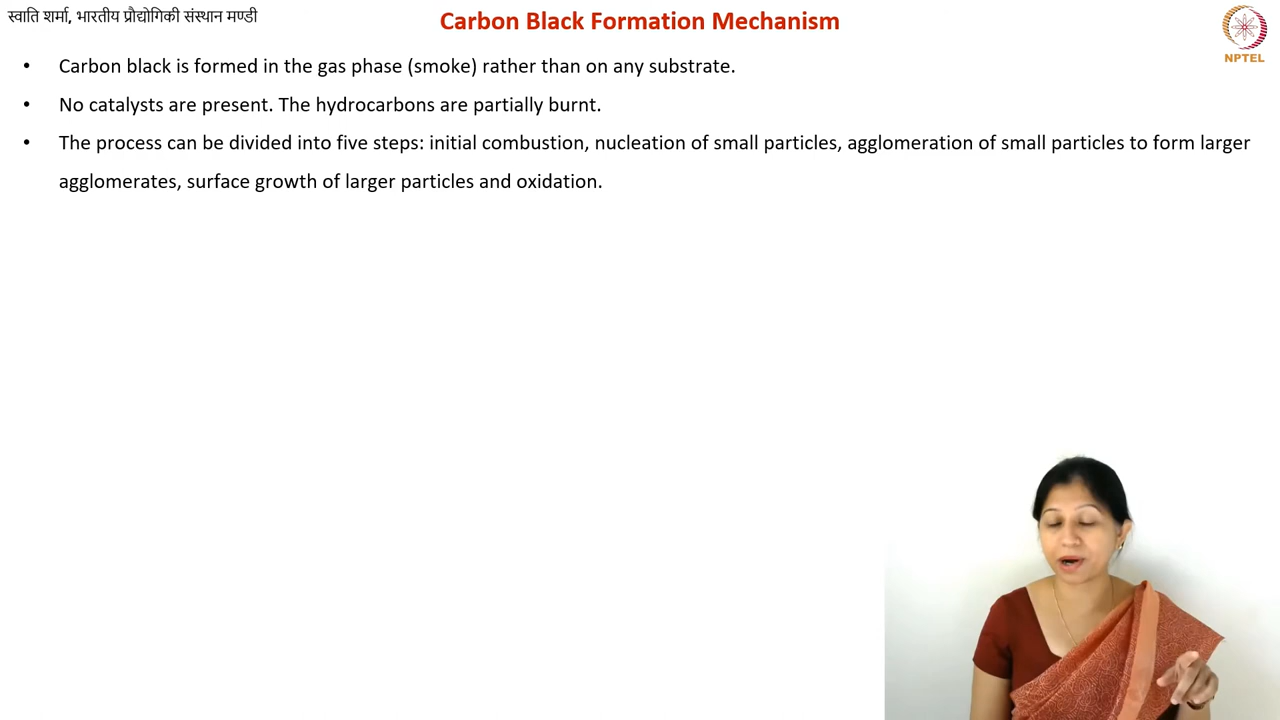 स्वाति शर्मा, भारतीय प्रौद्योगिकी संस्थान मण्डी
Carbon Black Formation Mechanism
NPTEL
• Carbon black is formed in the gas phase (smoke) rather than on any substrate.
• No catalysts are present. The hydrocarbons are partially burnt.
• The process can be divided into five steps: initial combustion, nucleation of small particles, agglomeration of small particles to form larger
agglomerates, surface growth of larger particles and oxidation.